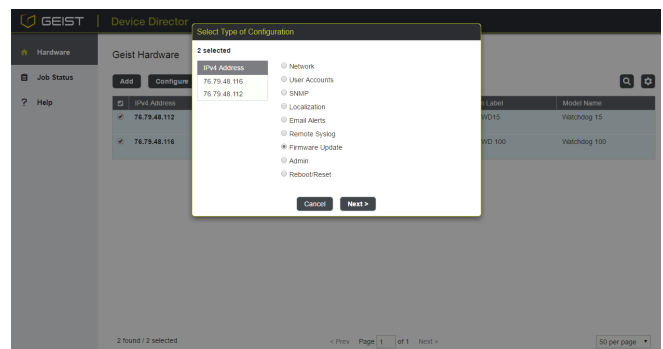 GEIST
Device Director
Select Type of Configuration
Hardware
Job Status
Help
Geist Hardware
Add
Configure
IPv4 Address
Label
Model Name
76.79.48.112
WD15
Watchdog 15
76.79.48.116
WD 100
Watchdog 100
2 selected
IPv4 Address
76.79.48.116
76.79.48.112
Network
User Accounts
SNMP
Localization
Email Alerts
Remote Syslog
Firmware Update
Admin
Reboot/Reset
Cancel
Next >
2 found / 2 selected
< Prev Page 1 of 1 Next >
50 per page